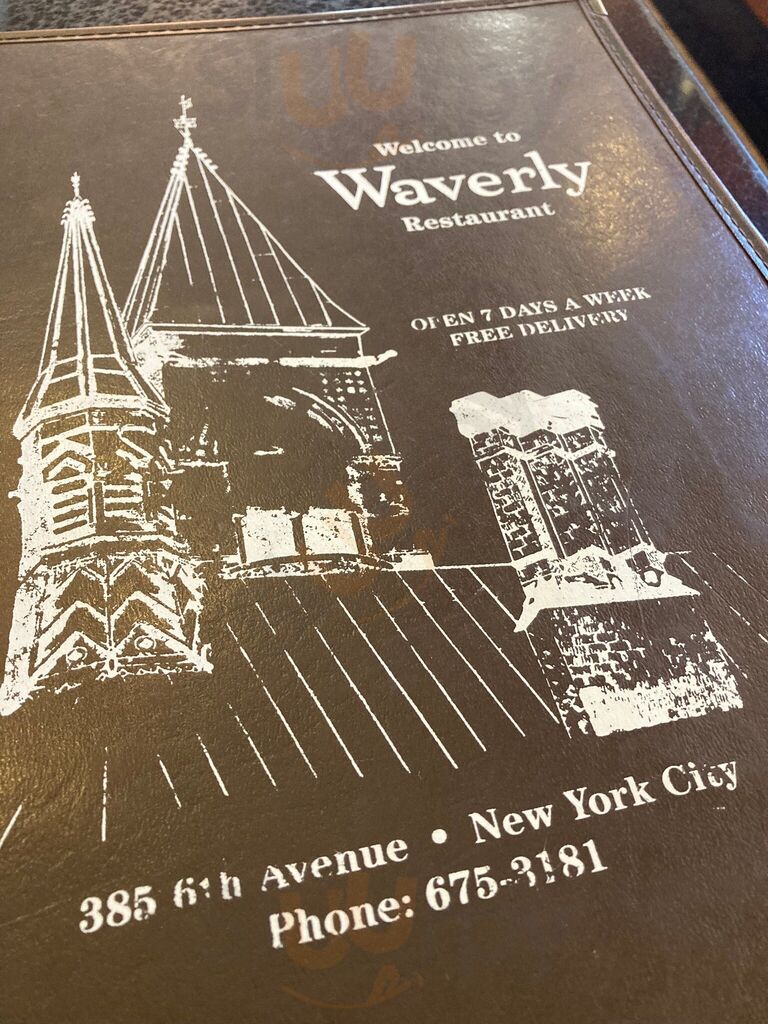 Welcome to
Waverly
Restaurant
OPEN 7 DAYS A WEEK
FREE DELIVERY
385 6th Avenue • New York City
Phone: 675-3181